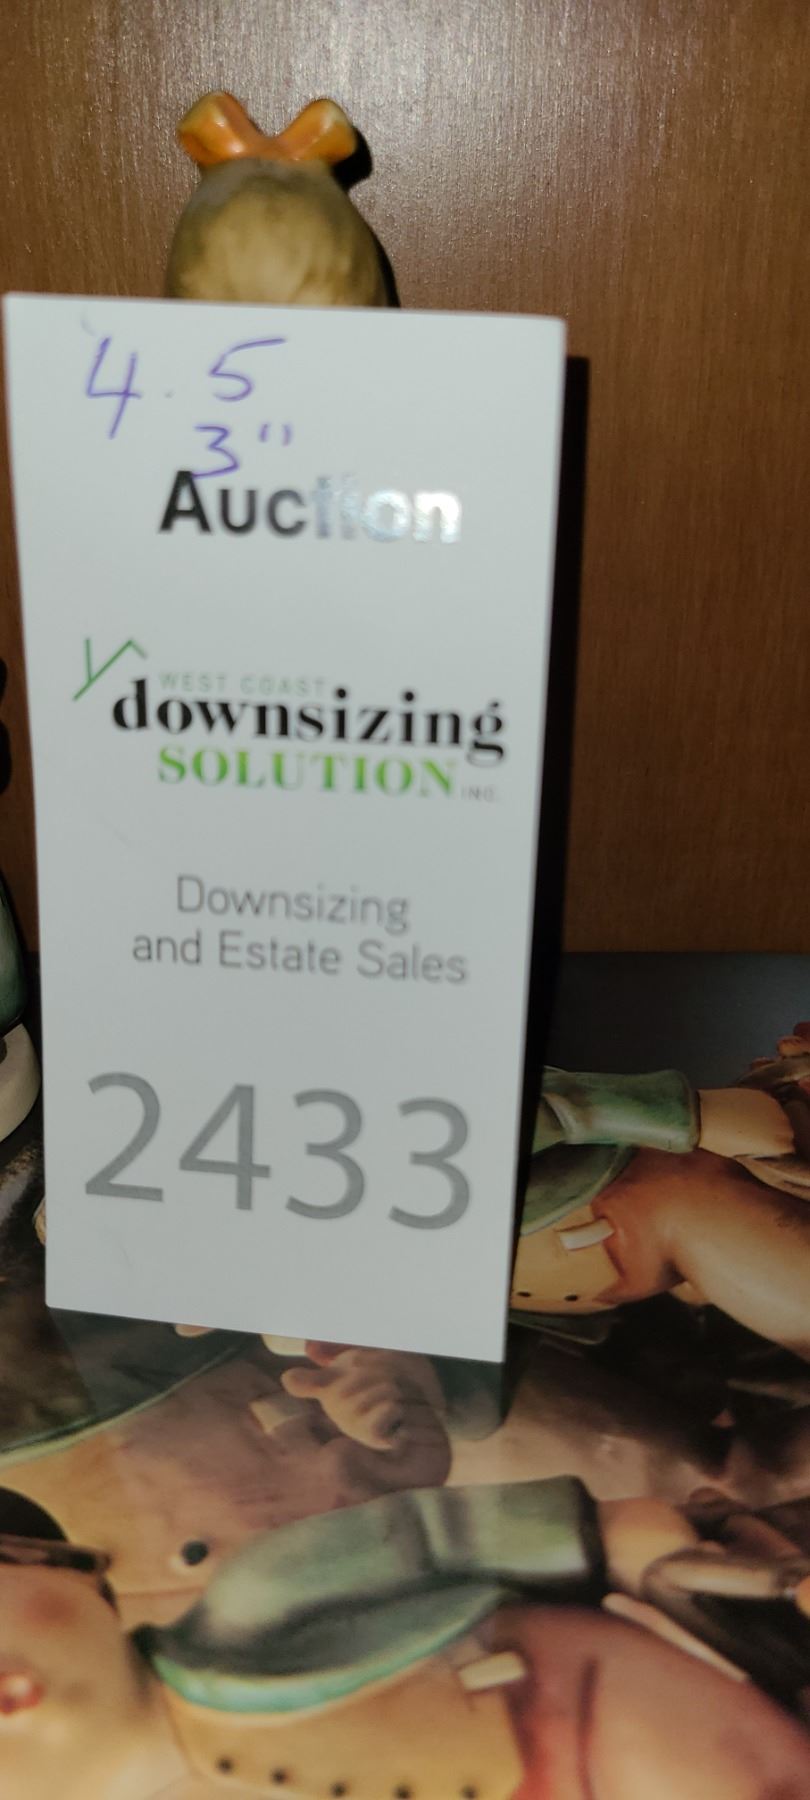 4.5
3"
Auction
WEST COAST
downsizing
SOLUTION INC.
Downsizing
and Estate Sales
2433